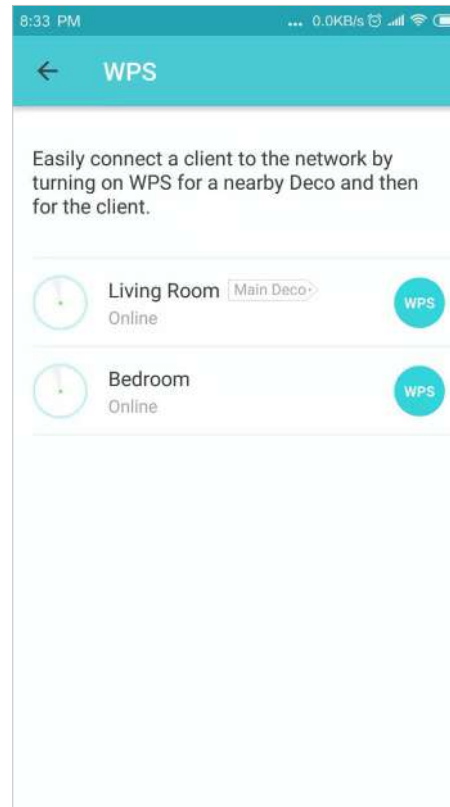 8:33 PM ... 0.0KB/s
WPS
Easily connect a client to the network by
turning on WPS for a nearby Deco and then
for the client.
Living Room Main Deco
Online
WPS
Bedroom
Online
WPS